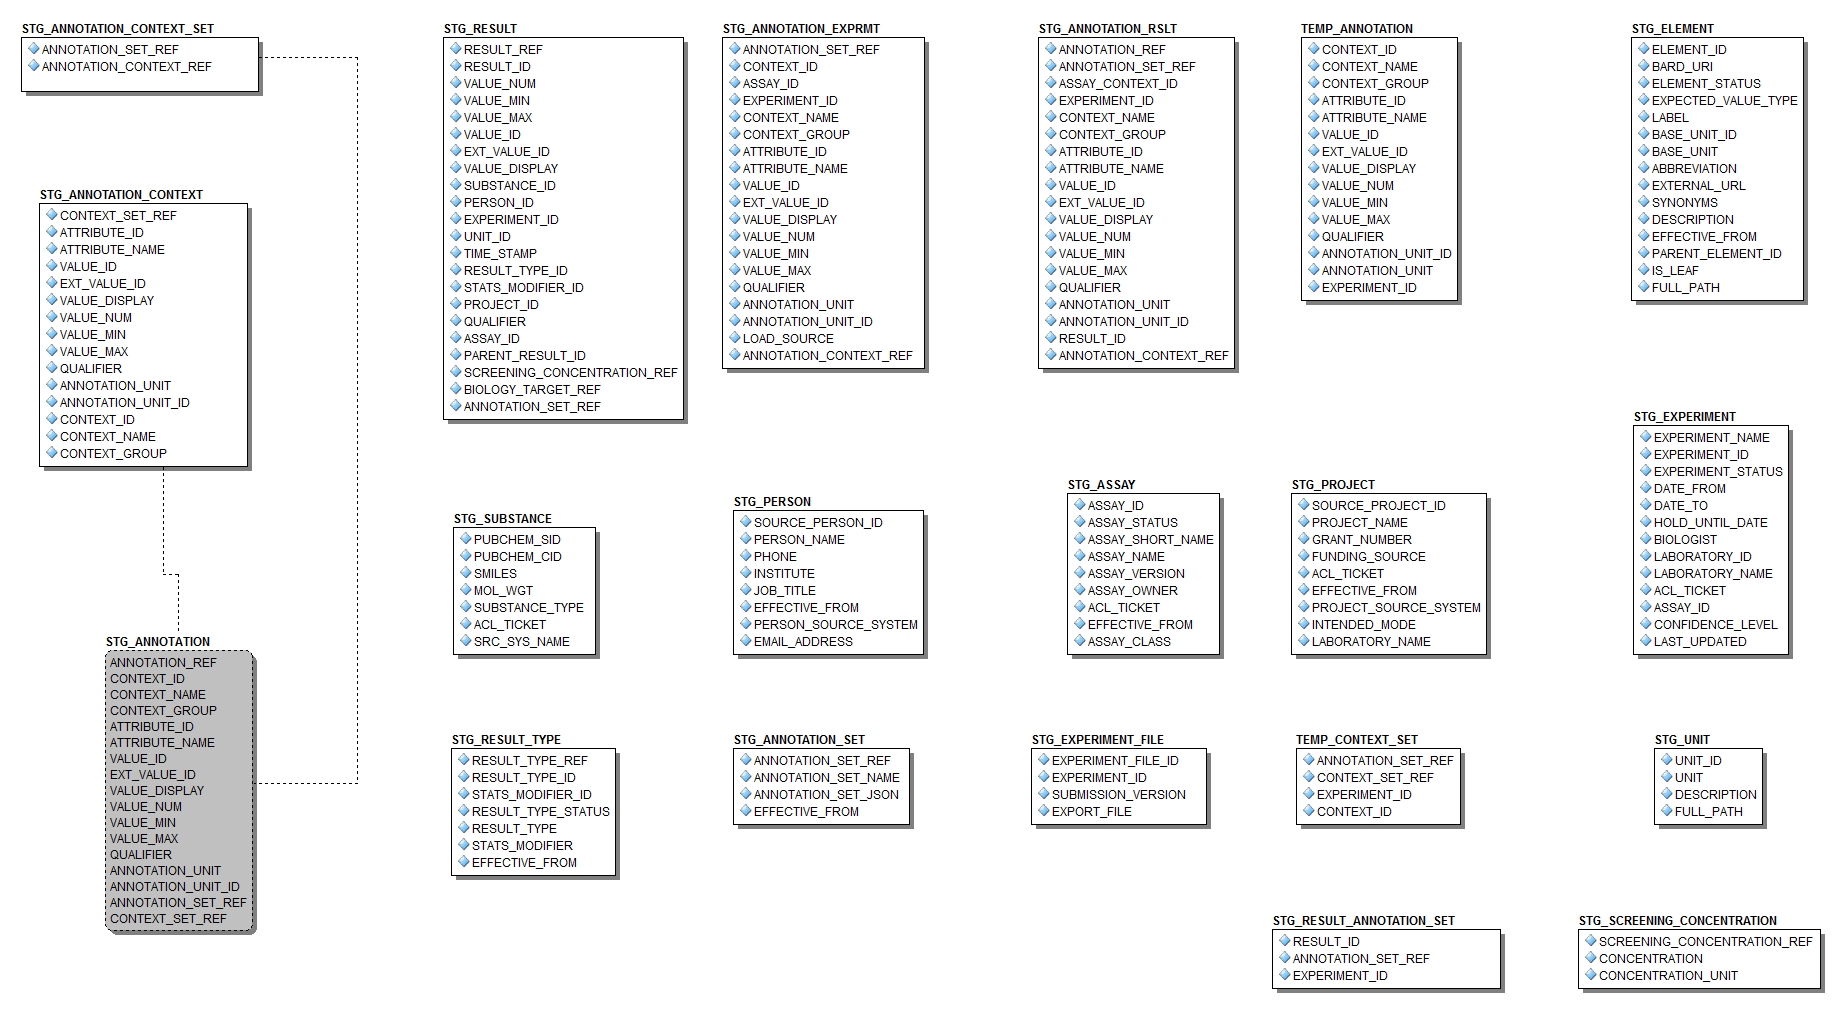 STG_ANNOTATION_CONTEXT_SET
ANNOTATION_SET_REF
ANNOTATION_CONTEXT_REF
STG_ANNOTATION_CONTEXT
CONTEXT_SET_REF
ATTRIBUTE_ID
ATTRIBUTE_NAME
VALUE_ID
EXT_VALUE_ID
VALUE_DISPLAY
VALUE_NUM
VALUE_MIN
VALUE_MAX
QUALIFIER
ANNOTATION_UNIT
ANNOTATION_UNIT_ID
CONTEXT_ID
CONTEXT_NAME
CONTEXT_GROUP
STG_ANNOTATION
ANNOTATION_REF
CONTEXT_ID
CONTEXT_NAME
CONTEXT_GROUP
ATTRIBUTE_ID
ATTRIBUTE_NAME
VALUE_ID
EXT_VALUE_ID
VALUE_DISPLAY
VALUE_NUM
VALUE_MIN
VALUE_MAX
QUALIFIER
ANNOTATION_UNIT
ANNOTATION_UNIT_ID
ANNOTATION_SET_REF
CONTEXT_SET_REF
STG_RESULT
RESULT_REF
RESULT_ID
VALUE_NUM
VALUE_MIN
VALUE_MAX
VALUE_ID
EXT_VALUE_ID
VALUE_DISPLAY
SUBSTANCE_ID
PERSON_ID
EXPERIMENT_ID
UNIT_ID
TIME_STAMP
RESULT_TYPE_ID
STATS_MODIFIER_ID
PROJECT_ID
QUALIFIER
ASSAY_ID
PARENT_RESULT_ID
SCREENING_CONCENTRATION_REF
BIOLOGY_TARGET_REF
ANNOTATION_SET_REF
STG_ANNOTATION_EXPRMT
ANNOTATION_SET_REF
CONTEXT_ID
ASSAY_ID
EXPERIMENT_ID
CONTEXT_NAME
CONTEXT_GROUP
ATTRIBUTE_ID
ATTRIBUTE_NAME
VALUE_ID
EXT_VALUE_ID
VALUE_DISPLAY
VALUE_NUM
VALUE_MIN
VALUE_MAX
QUALIFIER
ANNOTATION_UNIT
ANNOTATION_UNIT_ID
LOAD_SOURCE
ANNOTATION_CONTEXT_REF
STG_ANNOTATION_RSLT
ANNOTATION_REF
ANNOTATION_SET_REF
ASSAY_CONTEXT_ID
EXPERIMENT_ID
CONTEXT_NAME
CONTEXT_GROUP
ATTRIBUTE_ID
ATTRIBUTE_NAME
VALUE_ID
EXT_VALUE_ID
VALUE_DISPLAY
VALUE_NUM
VALUE_MIN
VALUE_MAX
QUALIFIER
ANNOTATION_UNIT
ANNOTATION_UNIT_ID
RESULT_ID
ANNOTATION_CONTEXT_REF
TEMP_ANNOTATION
CONTEXT_ID
CONTEXT_NAME
CONTEXT_GROUP
ATTRIBUTE_ID
ATTRIBUTE_NAME
VALUE_ID
EXT_VALUE_ID
VALUE_DISPLAY
VALUE_NUM
VALUE_MIN
VALUE_MAX
QUALIFIER
ANNOTATION_UNIT_ID
ANNOTATION_UNIT
EXPERIMENT_ID
STG_ELEMENT
ELEMENT_ID
BARD_URI
ELEMENT_STATUS
EXPECTED_VALUE_TYPE
LABEL
BASE_UNIT_ID
BASE_UNIT
ABBREVIATION
EXTERNAL_URL
SYNONYMS
DESCRIPTION
EFFECTIVE_FROM
PARENT_ELEMENT_ID
IS_LEAF
FULL_PATH
STG_SUBSTANCE
PUBCHEM_SID
PUBCHEM_CID
SMILES
MOL_WGT
SUBSTANCE_TYPE
ACL_TICKET
SRC_SYS_NAME
STG_PERSON
SOURCE_PERSON_ID
PERSON_NAME
PHONE
INSTITUTE
JOB_TITLE
EFFECTIVE_FROM
PERSON_SOURCE_SYSTEM
EMAIL_ADDRESS
STG_ASSAY
ASSAY_ID
ASSAY_STATUS
ASSAY_SHORT_NAME
ASSAY_NAME
ASSAY_VERSION
ASSAY_OWNER
ACL_TICKET
EFFECTIVE_FROM
ASSAY_CLASS
STG_PROJECT
SOURCE_PROJECT_ID
PROJECT_NAME
GRANT_NUMBER
FUNDING_SOURCE
ACL_TICKET
EFFECTIVE_FROM
PROJECT_SOURCE_SYSTEM
INTENDED_MODE
LABORATORY_NAME
STG_EXPERIMENT
EXPERIMENT_NAME
EXPERIMENT_ID
EXPERIMENT_STATUS
DATE_FROM
DATE_TO
HOLD_UNTIL_DATE
BIOLOGIST
LABORATORY_ID
LABORATORY_NAME
ACL_TICKET
ASSAY_ID
CONFIDENCE_LEVEL
LAST_UPDATED
STG_RESULT_TYPE
RESULT_TYPE_REF
RESULT_TYPE_ID
STATS_MODIFIER_ID
RESULT_TYPE_STATUS
RESULT_TYPE
STATS_MODIFIER
EFFECTIVE_FROM
STG_ANNOTATION_SET
ANNOTATION_SET_REF
ANNOTATION_SET_NAME
ANNOTATION_SET_JSON
EFFECTIVE_FROM
STG_EXPERIMENT_FILE
EXPERIMENT_FILE_ID
EXPERIMENT_ID
SUBMISSION_VERSION
EXPORT_FILE
TEMP_CONTEXT_SET
ANNOTATION_SET_REF
CONTEXT_SET_REF
EXPERIMENT_ID
CONTEXT_ID
STG_UNIT
UNIT_ID
UNIT
DESCRIPTION
FULL_PATH
STG_RESULT_ANNOTATION_SET
RESULT_ID
ANNOTATION_SET_REF
EXPERIMENT_ID
STG_SCREENING_CONCENTRATION
SCREENING_CONCENTRATION_REF
CONCENTRATION
CONCENTRATION_UNIT